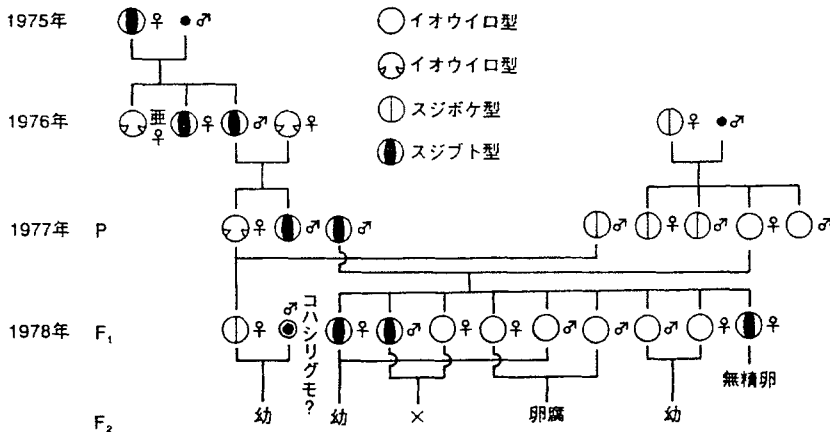 1975年 ♀ ♂ イオウイロ型
イオウイロ型
1976年 亜♀ ♀ ♂ ♀ スジボケ型 ♀ ♂
スジブト型
1977年 P ♀ ♂ ♂ ♂ ♀ ♂ ♀ ♂
1978年 F₁ ♀ ♂ コハシリグモ? ♀ ♂ ♀ ♀ ♂ ♂ ♂ ♀ ♀
無精卵
F₂ 幼 幼 × 卵腐 幼